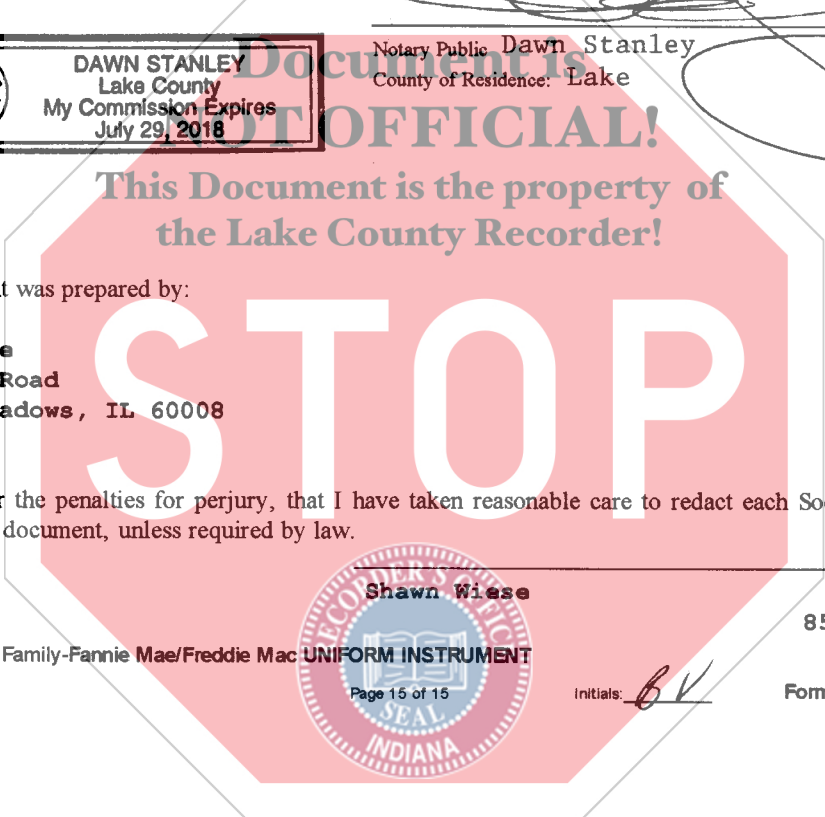 Notary Public Dawn Stanley
County of Residence: Lake
DAWN STANLEY
Lake County
My Commission Expires
July 29, 2018
Document is
NOT OFFICIAL!
This Document is the property of
the Lake County Recorder!
t was prepared by:
e
Road
adows, IL 60008
STOP
r the penalties for perjury, that I have taken reasonable care to redact each So
document, unless required by law.
Shawn Wiese
85
Family-Fannie Mae/Freddie Mac UNIFORM INSTRUMENT
Page 15 of 15
Initials: BV
Form
RECORDER'S OFFICE
SEAL
INDIANA